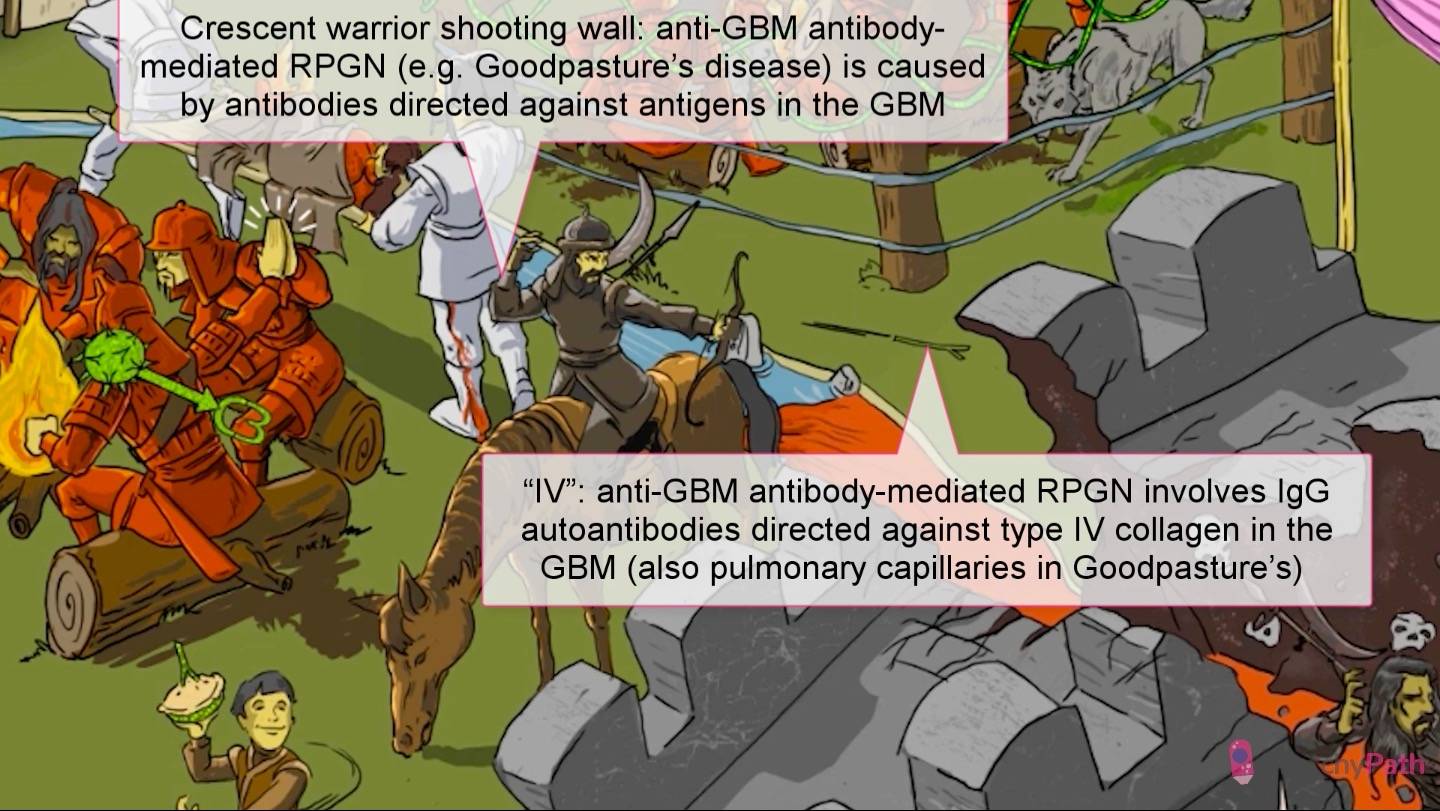 Crescent warrior shooting wall: anti-GBM antibody-
mediated RPGN (e.g. Goodpasture's disease) is caused
by antibodies directed against antigens in the GBM
“IV”: anti-GBM antibody-mediated RPGN involves IgG
autoantibodies directed against type IV collagen in the
GBM (also pulmonary capillaries in Goodpasture's)